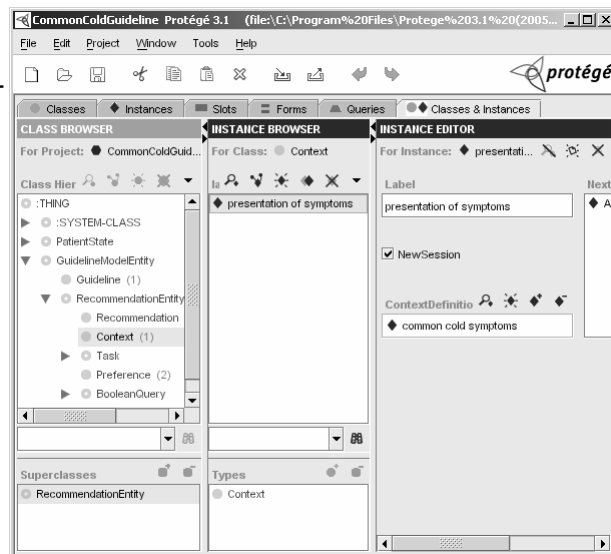 CommonColdGuideline Protégé 3.1 (file:\C:\Program%20Files\Protege%203.1%20(2005...
File Edit Project Window Tools Help
protégé
Classes Instances Slots Forms Queries Classes & Instances
CLASS BROWSER
For Project: CommonColdGuid...
Class Hier
:THING
:SYSTEM-CLASS
PatientState
GuidelineModelEntity
Guideline (1)
RecommendationEntity
Recommendation
Context (1)
Task
Preference (2)
BooleanQuery
Superclasses
RecommendationEntity
INSTANCE BROWSER
For Class: Context
presentation of symptoms
Types
Context
INSTANCE EDITOR
For Instance: presentati...
Label
presentation of symptoms
NewSession
ContextDefinitio
common cold symptoms
Next
A